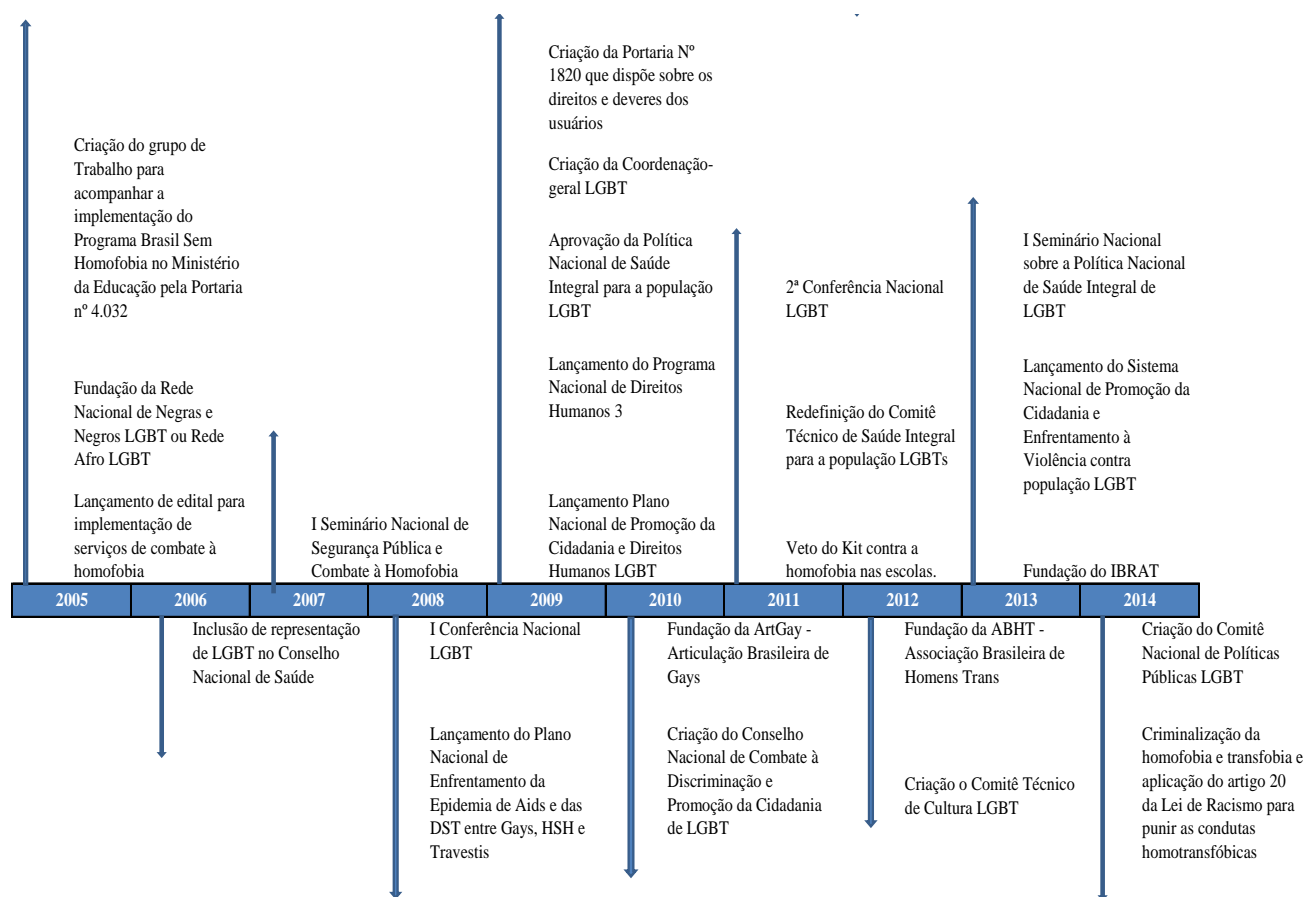 Criação do grupo de
Trabalho para
acompanhar a
implementação do
Programa Brasil Sem
Homofobia no Ministério
da Educação pela Portaria
nº 4.032
Fundação da Rede
Nacional de Negras e
Negros LGBT ou Rede
Afro LGBT
Lançamento de edital para
implementação de
serviços de combate à
homofobia
I Seminário Nacional de
Segurança Pública e
Combate à Homofobia
Criação da Portaria Nº
1820 que dispõe sobre os
direitos e deveres dos
usuários
Criação da Coordenação-
geral LGBT
Aprovação da Política
Nacional de Saúde
Integral para a população
LGBT
Lançamento do Programa
Nacional de Direitos
Humanos 3
Lançamento Plano
Nacional de Promoção da
Cidadania e Direitos
Humanos LGBT
2ª Conferência Nacional
LGBT
Redefinição do Comitê
Técnico de Saúde Integral
para a população LGBTs
Veto do Kit contra a
homofobia nas escolas.
I Seminário Nacional
sobre a Política Nacional
de Saúde Integral de
LGBT
Lançamento do Sistema
Nacional de Promoção da
Cidadania e
Enfrentamento à
Violência contra
população LGBT
Fundação do IBRAT
2005 2006 2007 2008 2009 2010 2011 2012 2013 2014
Inclusão de representação
de LGBT no Conselho
Nacional de Saúde
I Conferência Nacional
LGBT
Lançamento do Plano
Nacional de
Enfrentamento da
Epidemia de Aids e das
DST entre Gays, HSH e
Travestis
Fundação da ArtGay -
Articulação Brasileira de
Gays
Criação do Conselho
Nacional de Combate à
Discriminação e
Promoção da Cidadania
de LGBT
Fundação da ABHT -
Associação Brasileira de
Homens Trans
Criação o Comitê Técnico
de Cultura LGBT
Criação do Comitê
Nacional de Políticas
Públicas LGBT
Criminalização da
homofobia e transfobia e
aplicação do artigo 20
da Lei de Racismo para
punir as condutas
homotransfóbicas